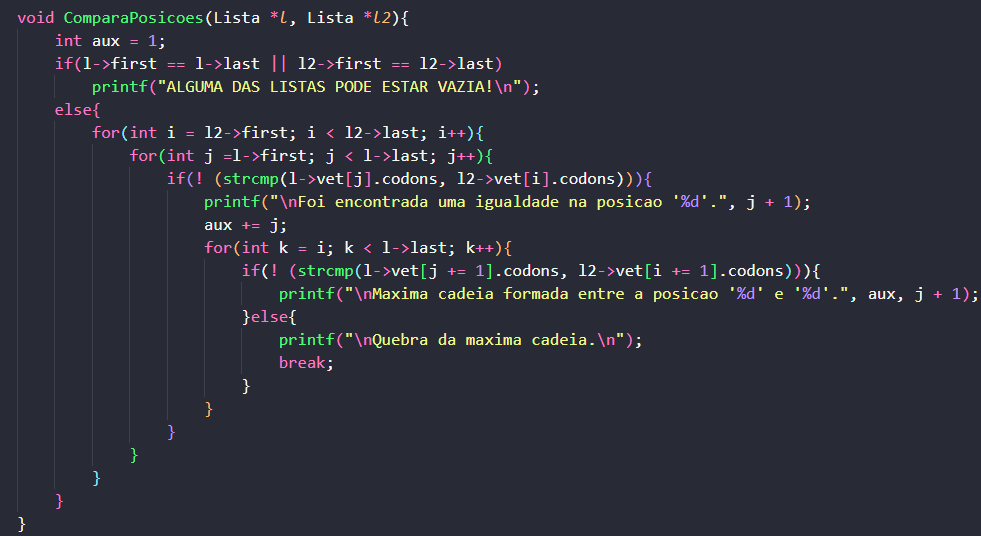 void ComparaPosicoes(Lista *l, Lista *l2){
    int aux = 1;
    if(l->first == l->last || l2->first == l2->last)
        printf("ALGUMA DAS LISTAS PODE ESTAR VAZIA!\n");
    else{
        for(int i = l2->first; i < l2->last; i++){
            for(int j =l->first; j < l->last; j++){
                if(! (strcmp(l->vet[j].codons, l2->vet[i].codons))){
                    printf("\nFoi encontrada uma igualdade na posicao '%d'.", j + 1);
                    aux += j;
                    for(int k = i; k < l->last; k++){
                        if(! (strcmp(l->vet[j += 1].codons, l2->vet[i += 1].codons))){
                            printf("\nMaxima cadeia formada entre a posicao '%d' e '%d'.", aux, j + 1);
                        }else{
                            printf("\nQuebra da maxima cadeia.\n");
                            break;
                        }
                    }
                }
            }
        }
    }
}